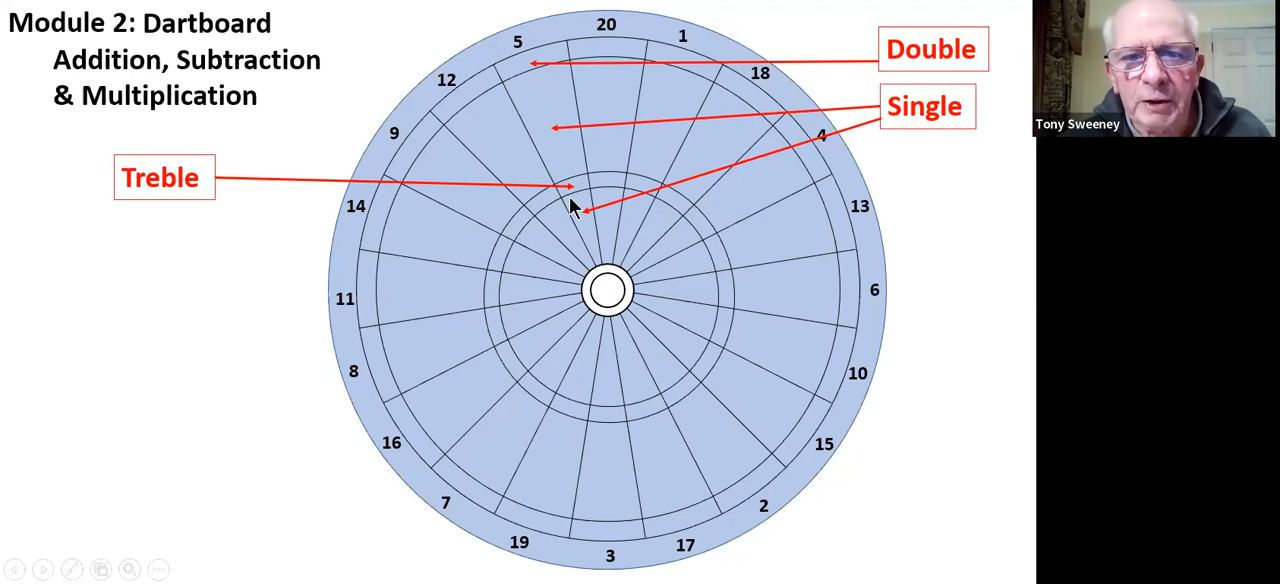 Module 2: Dartboard
Addition, Subtraction
& Multiplication
Double
Single
Treble
20
1
18
4
13
6
10
15
2
17
3
19
7
16
8
11
14
9
12
5
Tony Sweeney